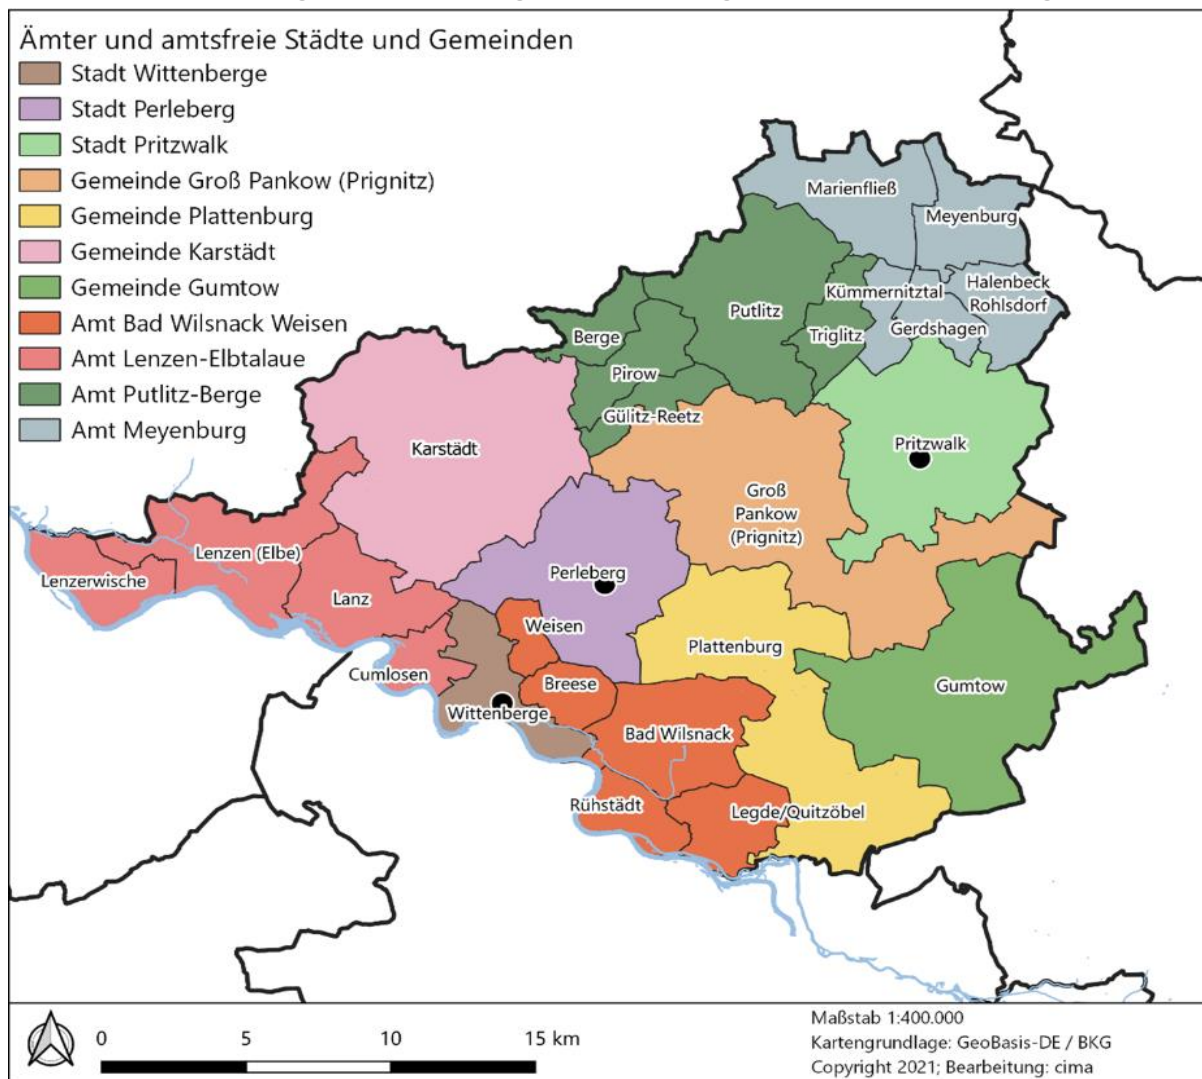 Ämter und amtsfreie Städte und Gemeinden
Stadt Wittenberge
Stadt Perleberg
Stadt Pritzwalk
Gemeinde Groß Pankow (Prignitz)
Gemeinde Plattenburg
Gemeinde Karstädt
Gemeinde Gumtow
Amt Bad Wilsnack Weisen
Amt Lenzen-Elbtalaue
Amt Putlitz-Berge
Amt Meyenburg
Marienfließ
Meyenburg
Kümmernitztal
Halenbeck
Rohlsdorf
Putlitz
Gerdshagen
Triglitz
Berge
Pirow
Gülitz-Reetz
Karstädt
Pritzwalk
Groß
Pankow
(Prignitz)
Lenzen (Elbe)
Lenzerwische
Lanz
Perleberg
Weisen
Plattenburg
Cumlosen
Breese
Gumtow
Wittenberge
Bad Wilsnack
Rühstädt
Legde/Quitzöbel
0 5 10 15 km
Maßstab 1:400.000
Kartengrundlage: GeoBasis-DE / BKG
Copyright 2021; Bearbeitung: cima